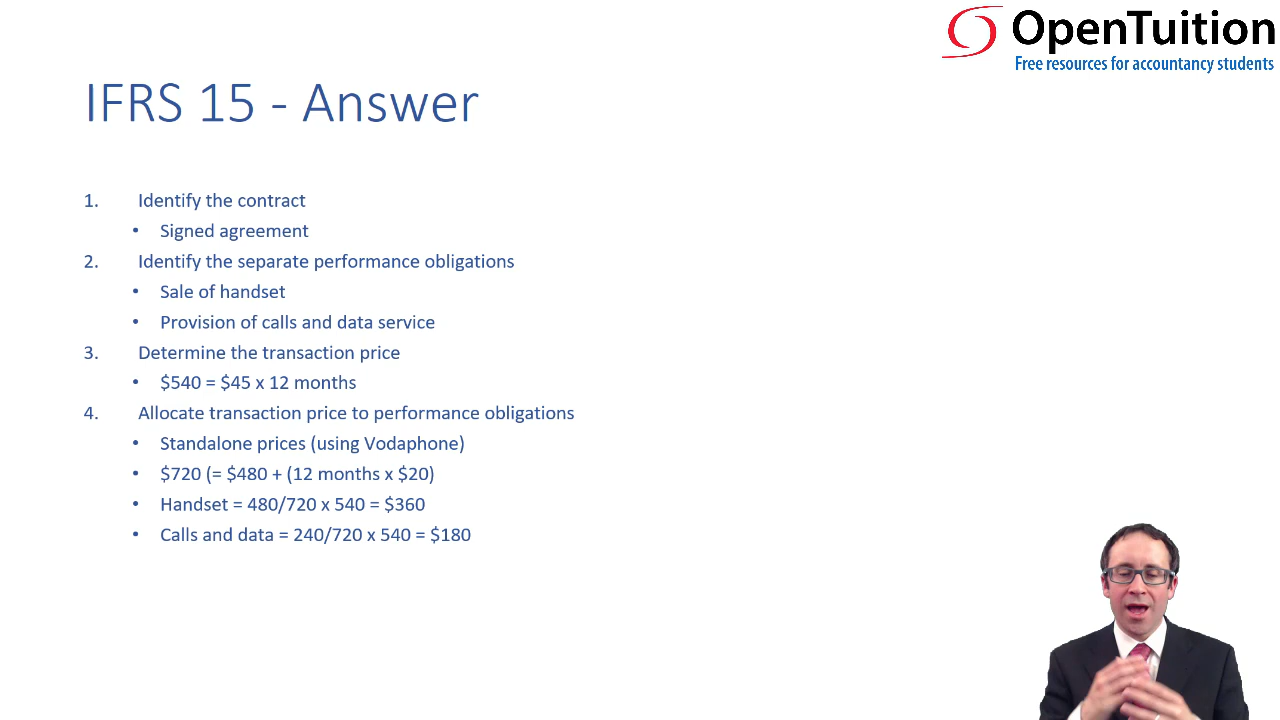 OpenTuition
Free resources for accountancy students
IFRS 15 - Answer
1. Identify the contract
• Signed agreement
2. Identify the separate performance obligations
• Sale of handset
• Provision of calls and data service
3. Determine the transaction price
• $540 = $45 x 12 months
4. Allocate transaction price to performance obligations
• Standalone prices (using Vodaphone)
• $720 (= $480 + (12 months x $20)
• Handset = 480/720 x 540 = $360
• Calls and data = 240/720 x 540 = $180